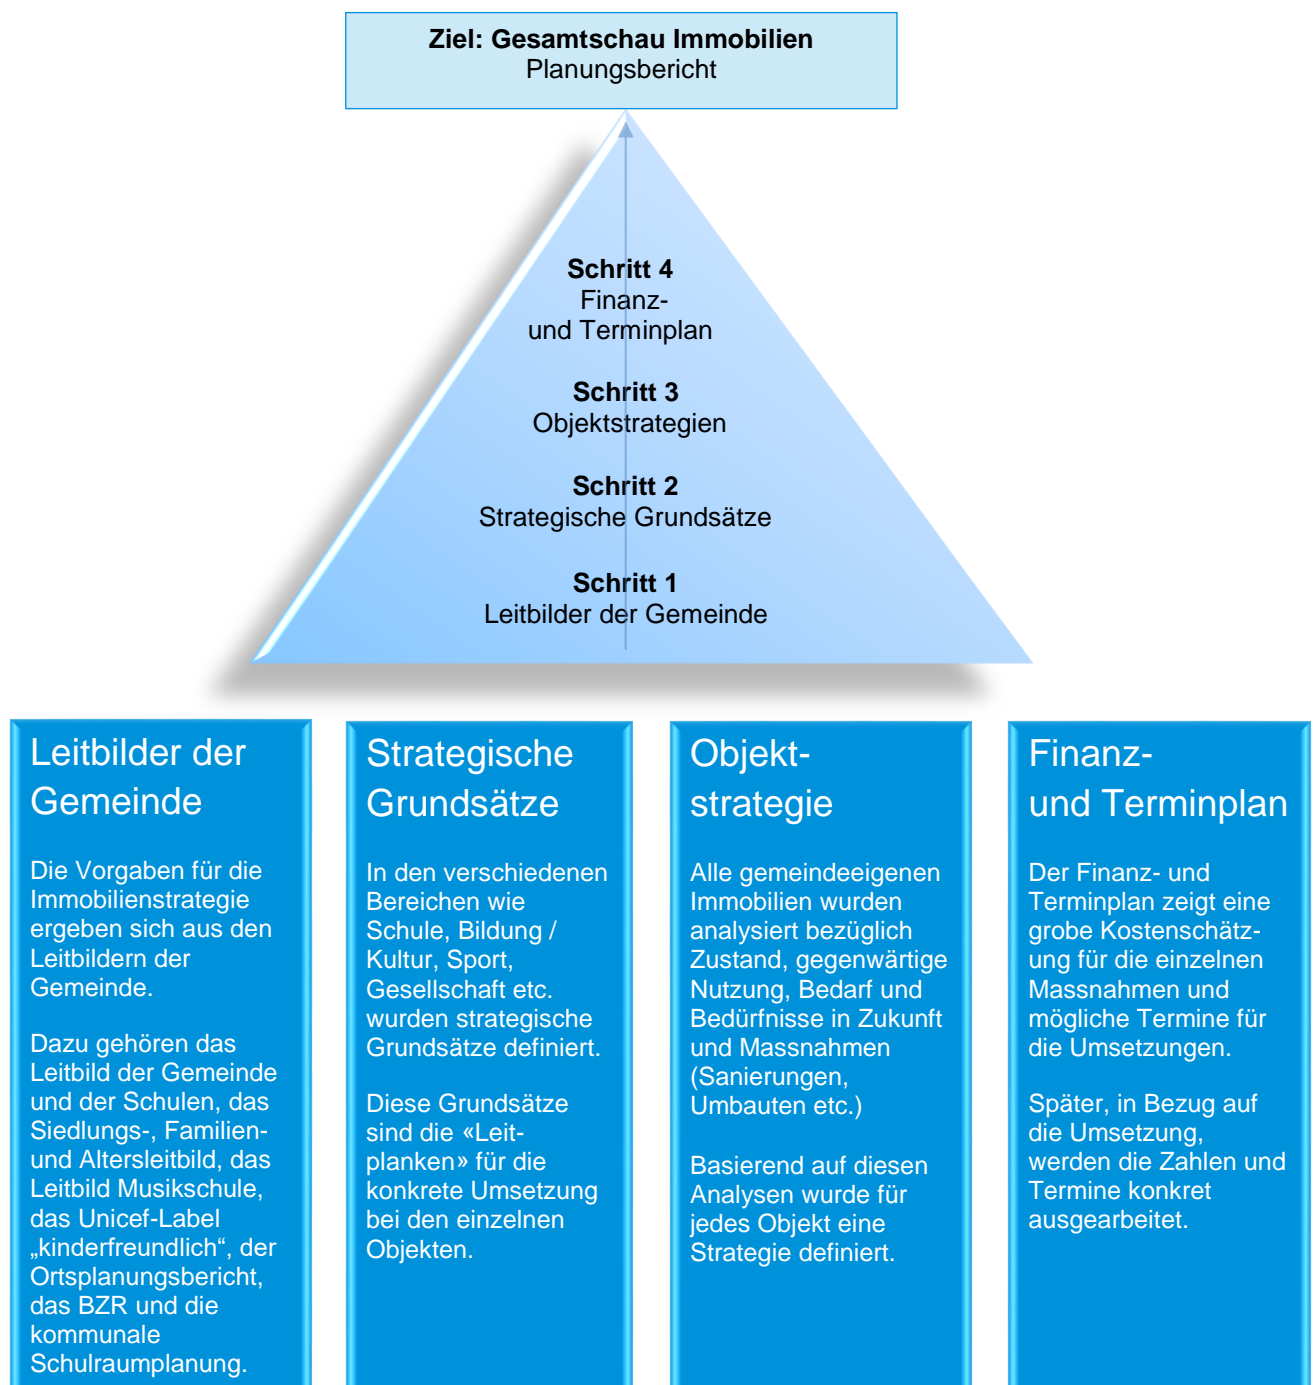 Ziel: Gesamtschau Immobilien
Planungsbericht
Schritt 4
Finanz-
und Terminplan
Schritt 3
Objektstrategien
Schritt 2
Strategische Grundsätze
Schritt 1
Leitbilder der Gemeinde
Leitbilder der
Gemeinde
Die Vorgaben für die
Immobilienstrategie
ergeben sich aus den
Leitbildern der
Gemeinde.
Dazu gehören das
Leitbild der Gemeinde
und der Schulen, das
Siedlungs-, Familien-
und Altersleitbild, das
Leitbild Musikschule,
das Unicef-Label
„kinderfreundlich“, der
Ortsplanungsbericht,
das BZR und die
kommunale
Schulraumplanung.
Strategische
Grundsätze
In den verschiedenen
Bereichen wie
Schule, Bildung /
Kultur, Sport,
Gesellschaft etc.
wurden strategische
Grundsätze definiert.
Diese Grundsätze
sind die «Leit-
planken» für die
konkrete Umsetzung
bei den einzelnen
Objekten.
Objekt-
strategie
Alle gemeindeeigenen
Immobilien wurden
analysiert bezüglich
Zustand, gegenwärtige
Nutzung, Bedarf und
Bedürfnisse in Zukunft
und Massnahmen
(Sanierungen,
Umbauten etc.)
Basierend auf diesen
Analysen wurde für
jedes Objekt eine
Strategie definiert.
Finanz-
und Terminplan
Der Finanz- und
Terminplan zeigt eine
grobe Kostenschätz-
ung für die einzelnen
Massnahmen und
mögliche Termine für
die Umsetzungen.
Später, in Bezug auf
die Umsetzung,
werden die Zahlen und
Termine konkret
ausgearbeitet.